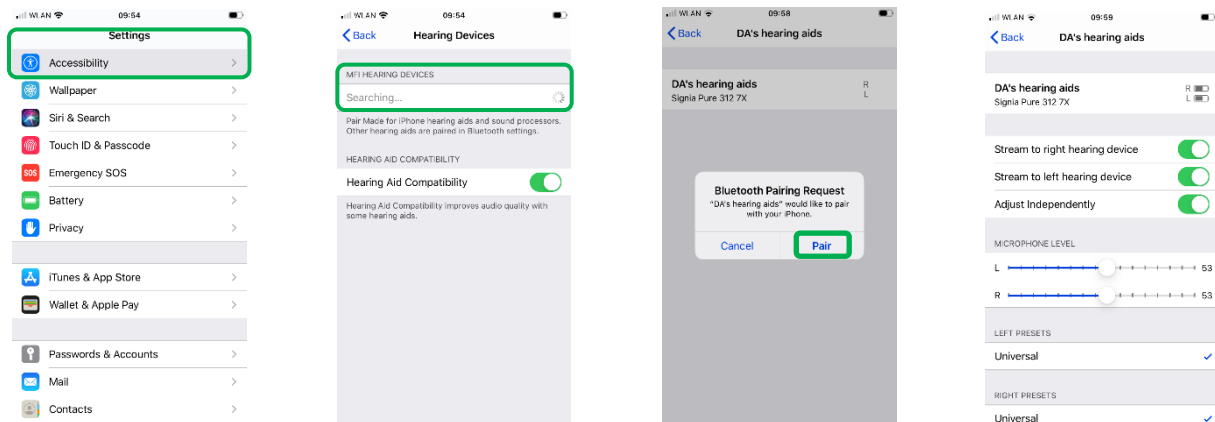 WLAN 09:54
Settings
Accessibility
Wallpaper
Siri & Search
Touch ID & Passcode
SOS Emergency SOS
Battery
Privacy
iTunes & App Store
Wallet & Apple Pay
Passwords & Accounts
Mail
Contacts
WLAN 09:54
Back Hearing Devices
MFI HEARING DEVICES
Searching...
Pair Made for iPhone hearing aids and sound processors.
Other hearing aids are paired in Bluetooth settings.
HEARING AID COMPATIBILITY
Hearing Aid Compatibility
Hearing Aid Compatibility improves audio quality with
some hearing aids.
WLAN 09:58
Back DA's hearing aids
DA's hearing aids R
Signia Pure 312 7X L
Bluetooth Pairing Request
"DA's hearing aids" would like to pair
with your iPhone.
Cancel Pair
WLAN 09:59
Back DA's hearing aids
DA's hearing aids R
Signia Pure 312 7X L
Stream to right hearing device
Stream to left hearing device
Adjust Independently
MICROPHONE LEVEL
L 53
R 53
LEFT PRESETS
Universal
RIGHT PRESETS
Universal